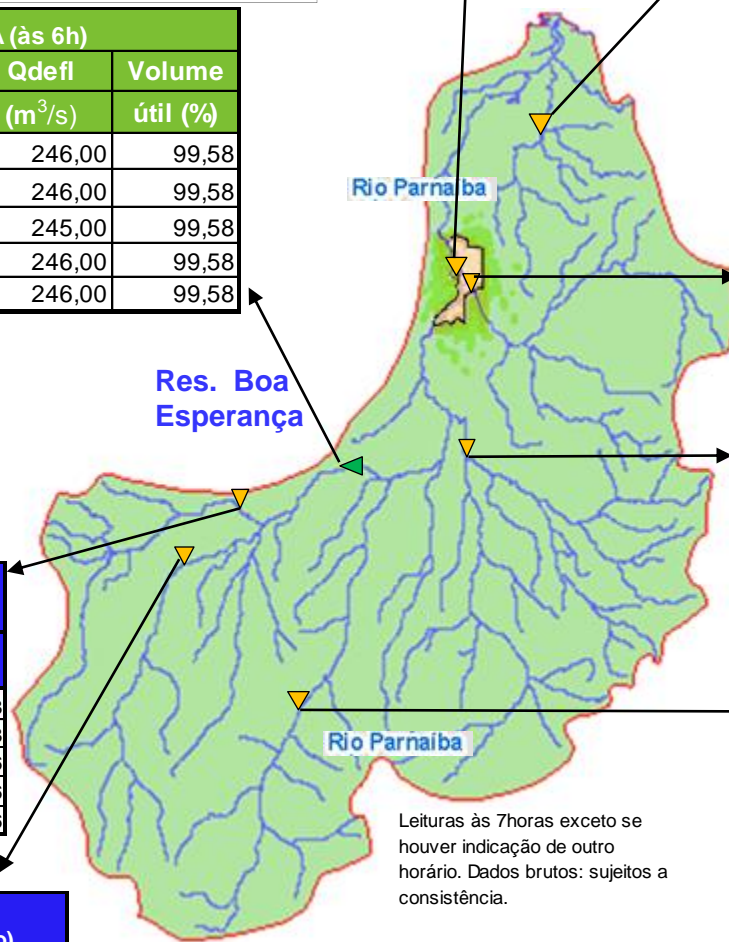 (às 6h)
Qdefl Volume
(m³/s) útil (%)
246,00 99,58
246,00 99,58
245,00 99,58
246,00 99,58
246,00 99,58
Rio Parnaíba
Res. Boa
Esperança
Rio Parnaíba
Leituras às 7horas exceto se
houver indicação de outro
horário. Dados brutos: sujeitos a
consistência.